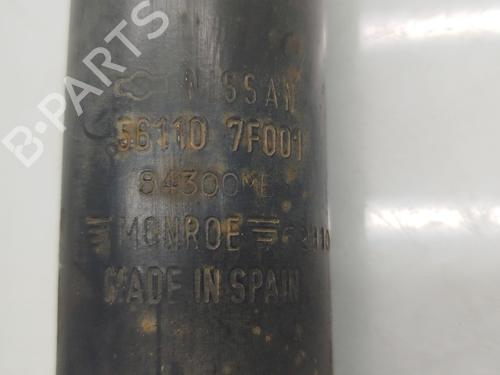 NISSAN
56110 7F001
84300ME
MONROE
MADE IN SPAIN
B-PARTS